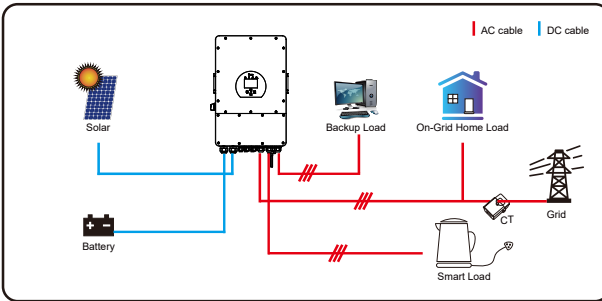 AC cable
DC cable
Solar
Backup Load
On-Grid Home Load
CT
Grid
Battery
Smart Load